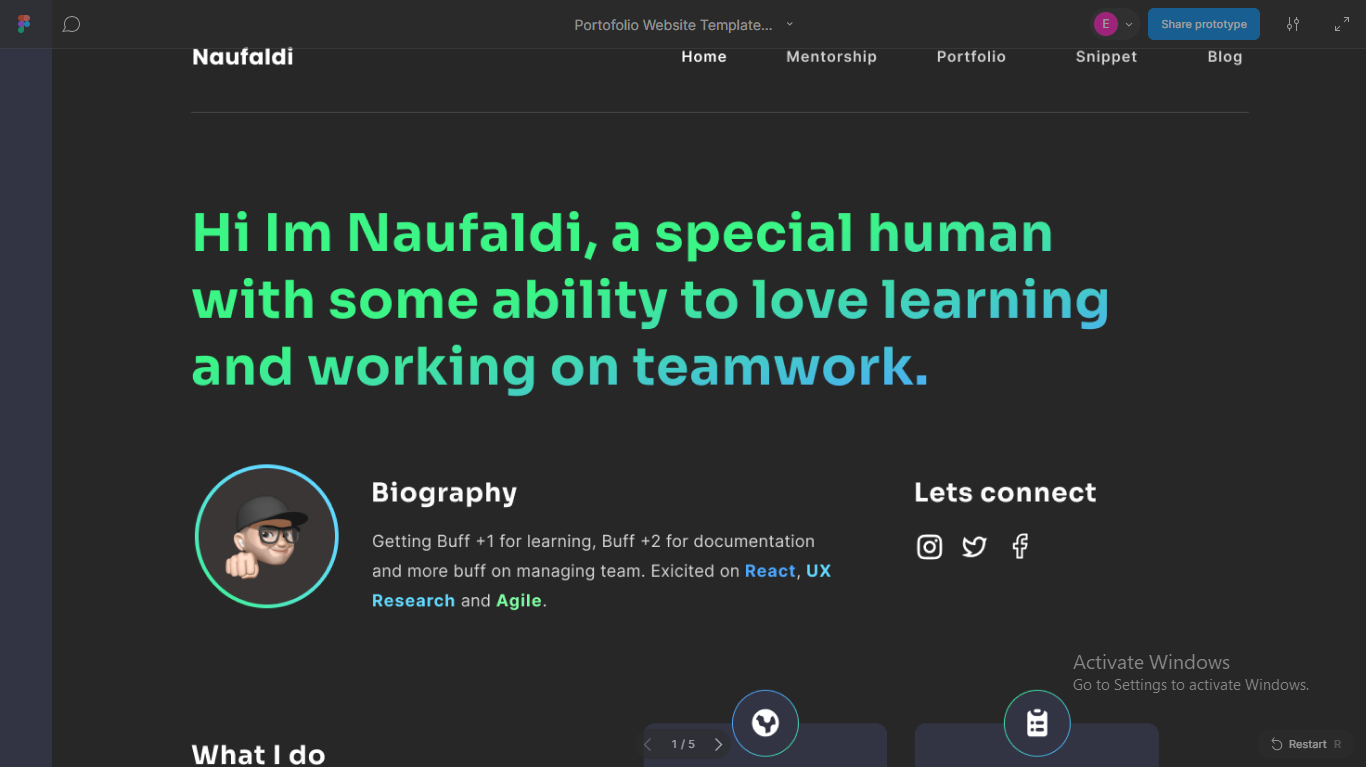 Portofolio Website Template...
E
Share prototype
Naufaldi
Home Mentorship Portfolio Snippet Blog
Hi Im Naufaldi, a special human
with some ability to love learning
and working on teamwork.
Biography
Getting Buff +1 for learning, Buff +2 for documentation
and more buff on managing team. Exicited on React, UX
Research and Agile.
Lets connect
Activate Windows
Go to Settings to activate Windows.
What I do
1 / 5
Restart R